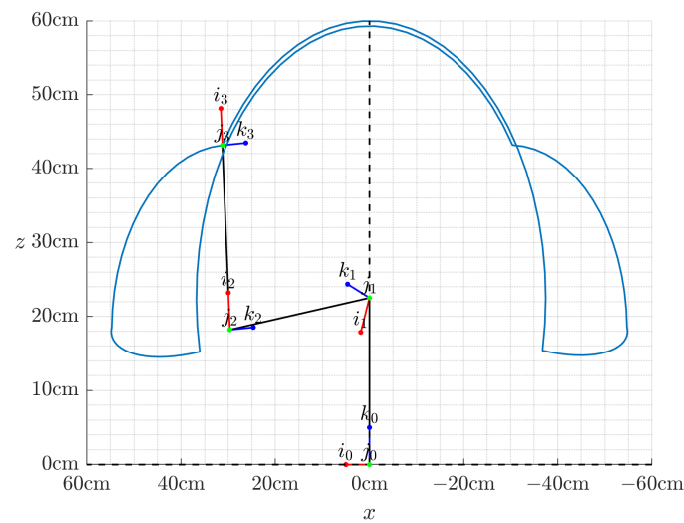 60cm
50cm
i₃
j₃ k₃
40cm
z 30cm
i₂ k₁ j₁
20cm
j₂ k₂ i₁
10cm
k₀
i₀ j₀
0cm
60cm 40cm 20cm 0cm −20cm −40cm −60cm
x